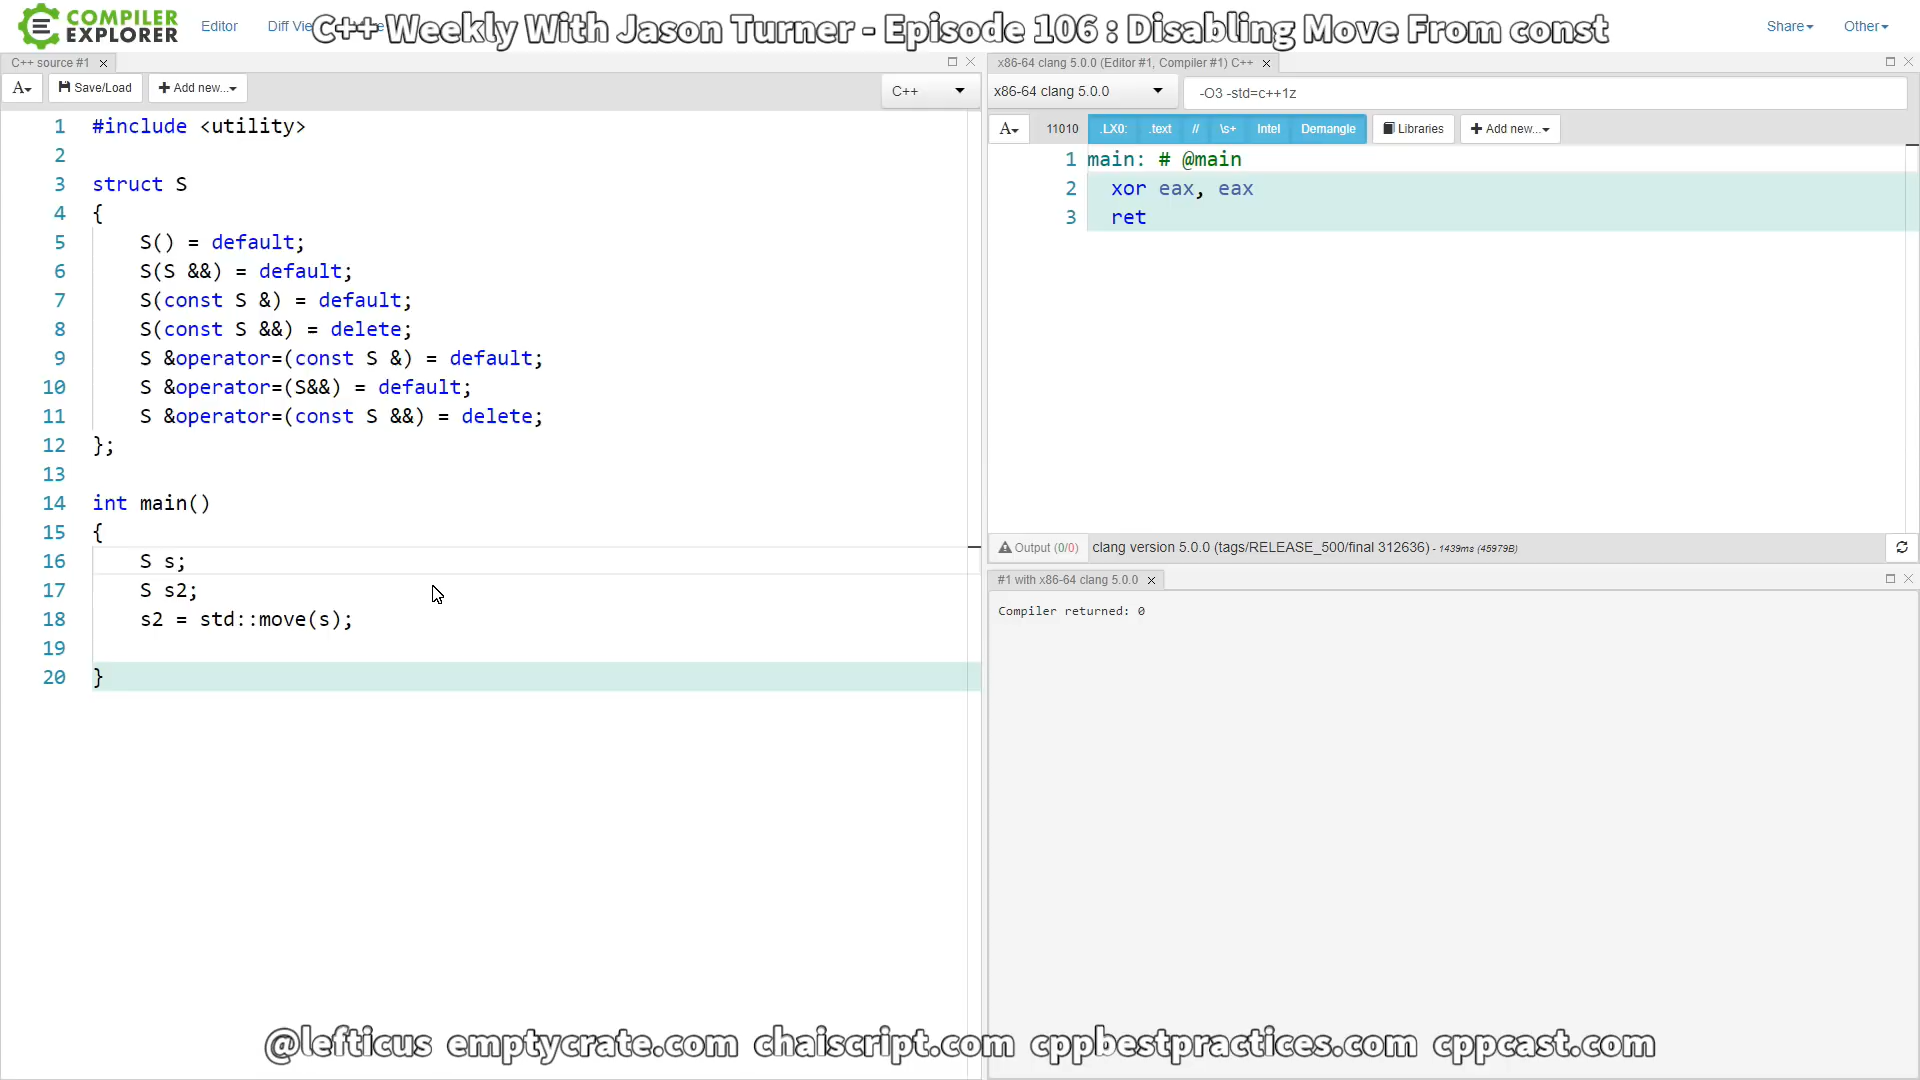 C++ Weekly With Jason Turner - Episode 106 : Disabling Move From const
COMPILER EXPLORER
Editor
Diff
Share
Other
C++ source #1
A
Save/Load
Add new...
C++
1 #include <utility>
2
3 struct S
4 {
5 S() = default;
6 S(S &&) = default;
7 S(const S &) = default;
8 S(const S &&) = delete;
9 S &operator=(const S &) = default;
10 S &operator=(S&&) = default;
11 S &operator=(const S &&) = delete;
12 };
13
14 int main()
15 {
16 S s;
17 S s2;
18 s2 = std::move(s);
19
20 }
x86-64 clang 5.0.0 (Editor #1, Compiler #1) C++
x86-64 clang 5.0.0
-O3 -std=c++1z
A
11010
.LX0:
.text
//
\s+
Intel
Demangle
Libraries
Add new...
1 main: # @main
2 xor eax, eax
3 ret
Output (0/0)
clang version 5.0.0 (tags/RELEASE_500/final 312636) - 1439ms (45979B)
#1 with x86-64 clang 5.0.0
Compiler returned: 0
@lefticus emptycrate.com chaiscript.com cppbestpractices.com cppcast.com